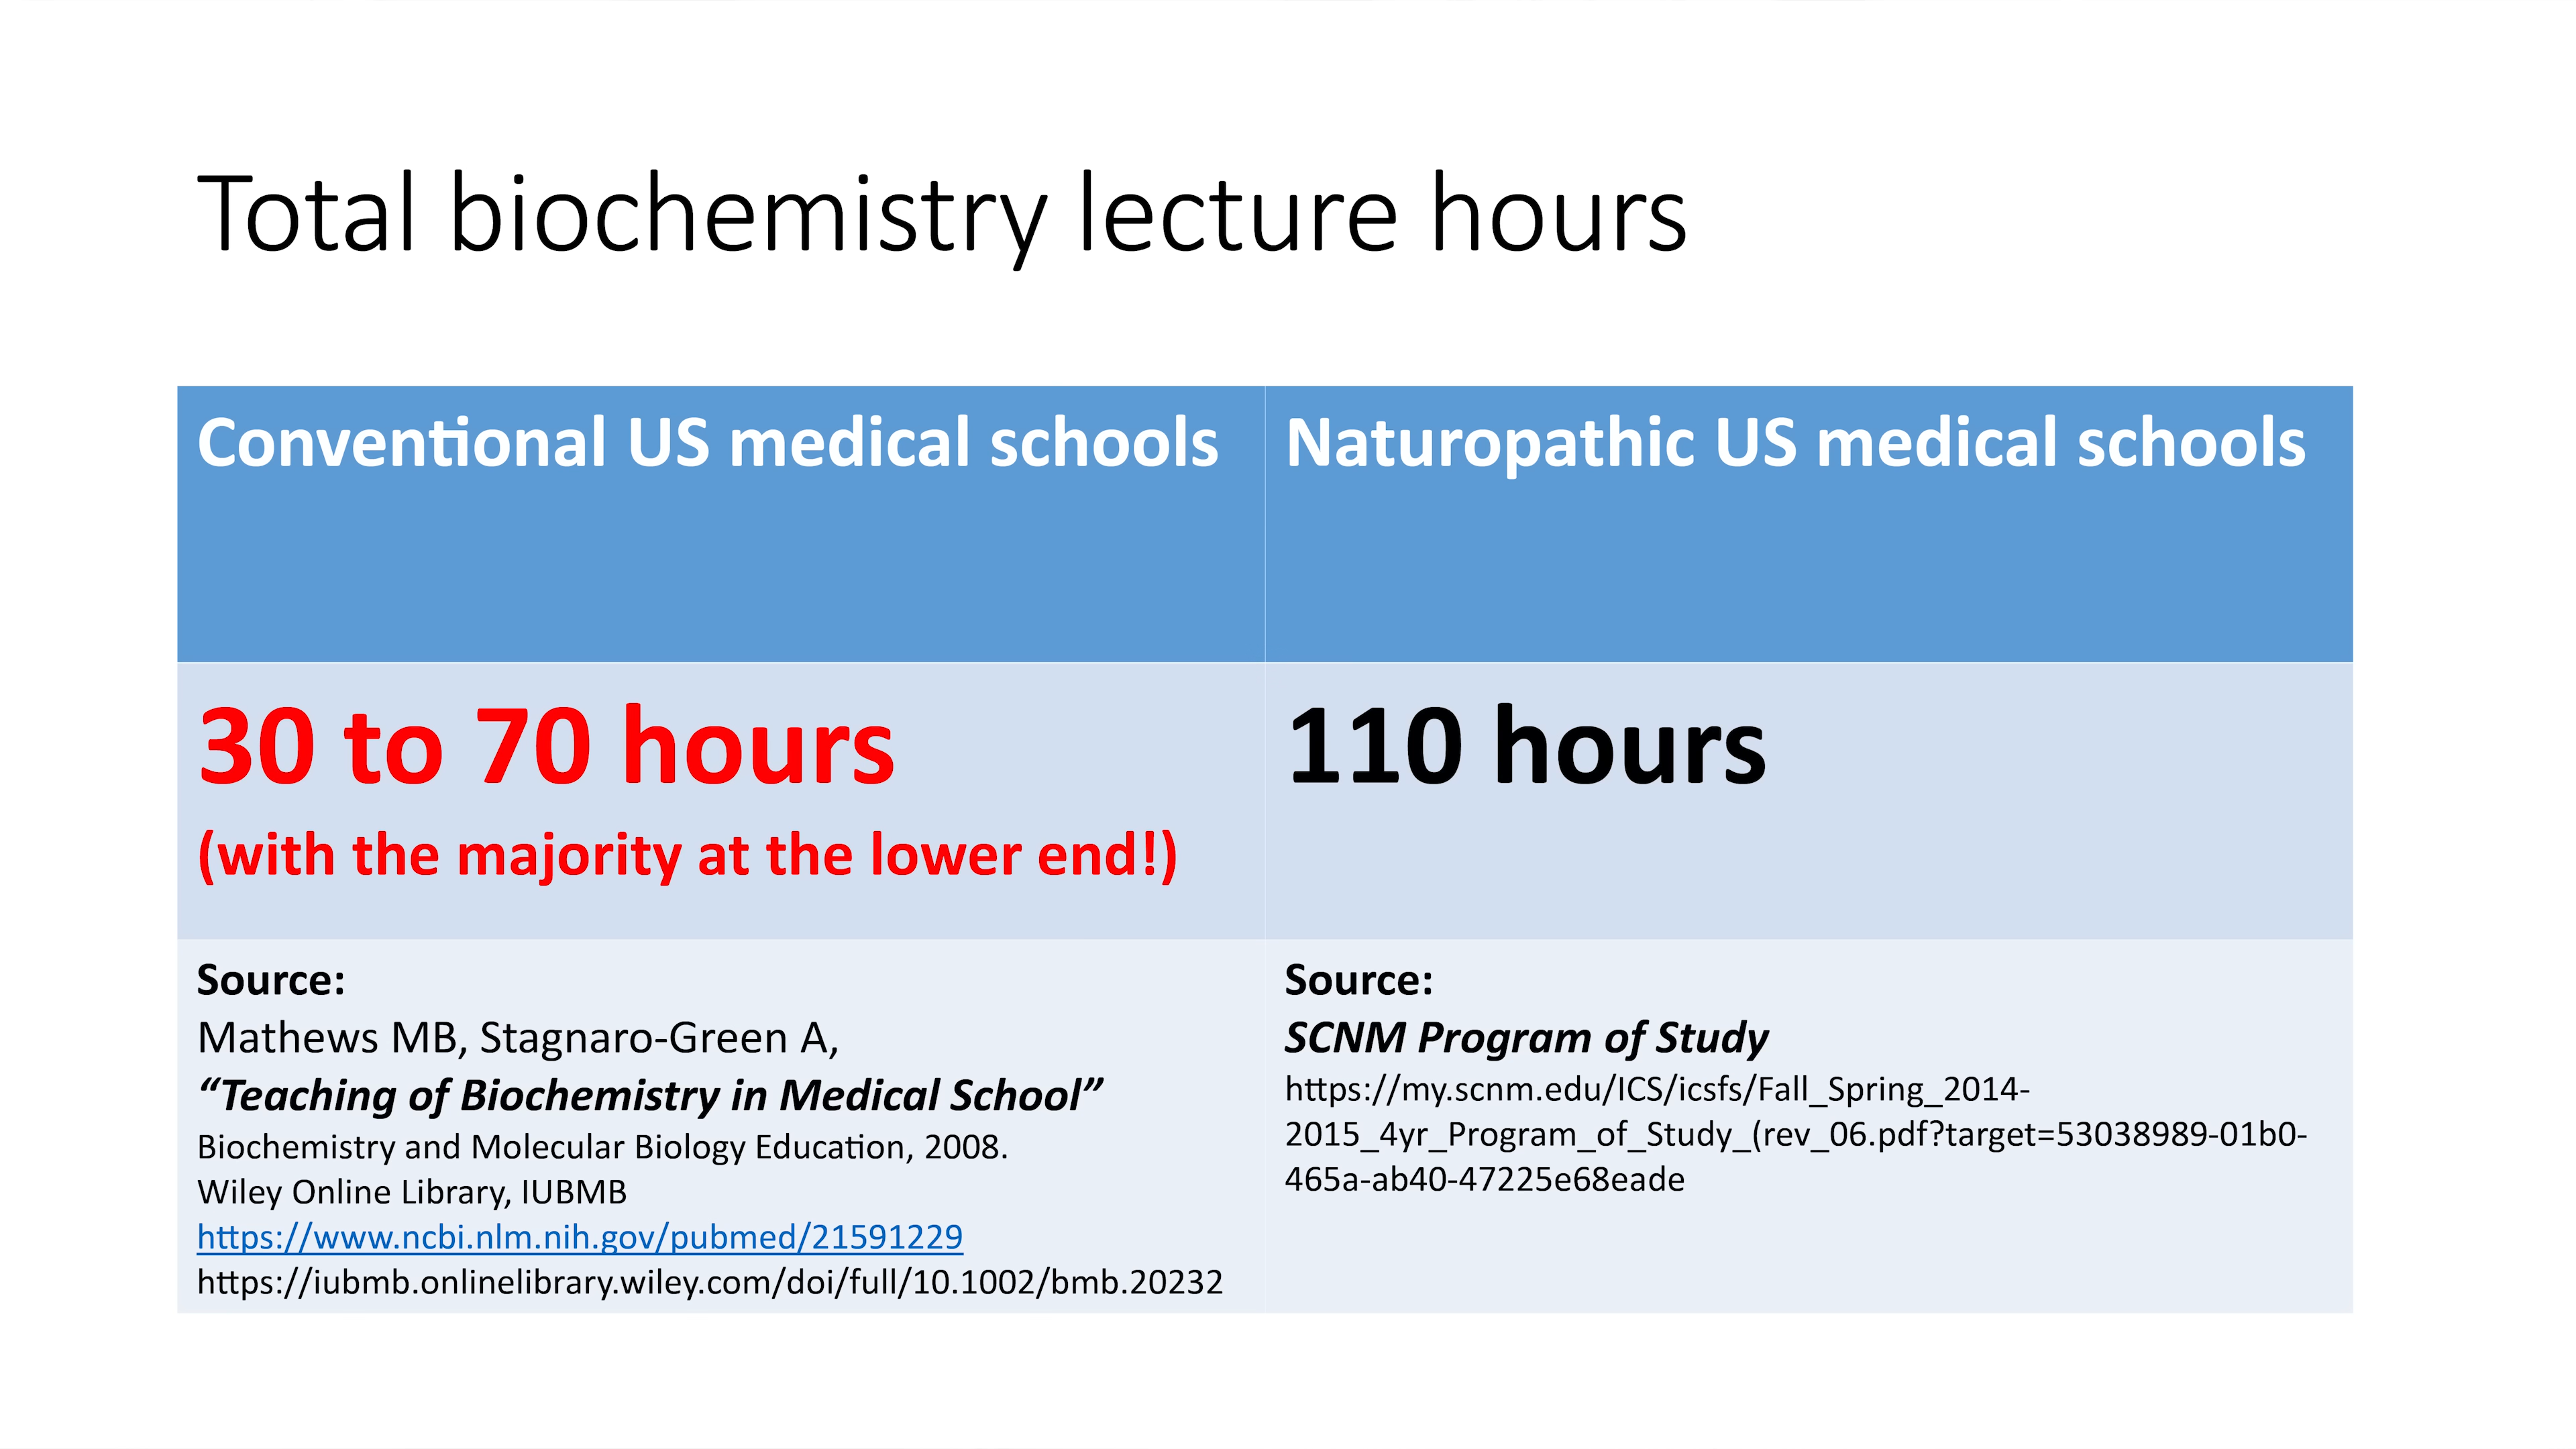 Total biochemistry lecture hours
Conventional US medical schools
Naturopathic US medical schools
30 to 70 hours
(with the majority at the lower end!)
110 hours
Source:
Mathews MB, Stagnaro-Green A,
“Teaching of Biochemistry in Medical School”
Biochemistry and Molecular Biology Education, 2008.
Wiley Online Library, IUBMB
https://www.ncbi.nlm.nih.gov/pubmed/21591229
https://iubmb.onlinelibrary.wiley.com/doi/full/10.1002/bmb.20232
Source:
SCNM Program of Study
https://my.scnm.edu/ICS/icsfs/Fall_Spring_2014-
2015_4yr_Program_of_Study_(rev_06.pdf?target=53038989-01b0-
465a-ab40-47225e68eade